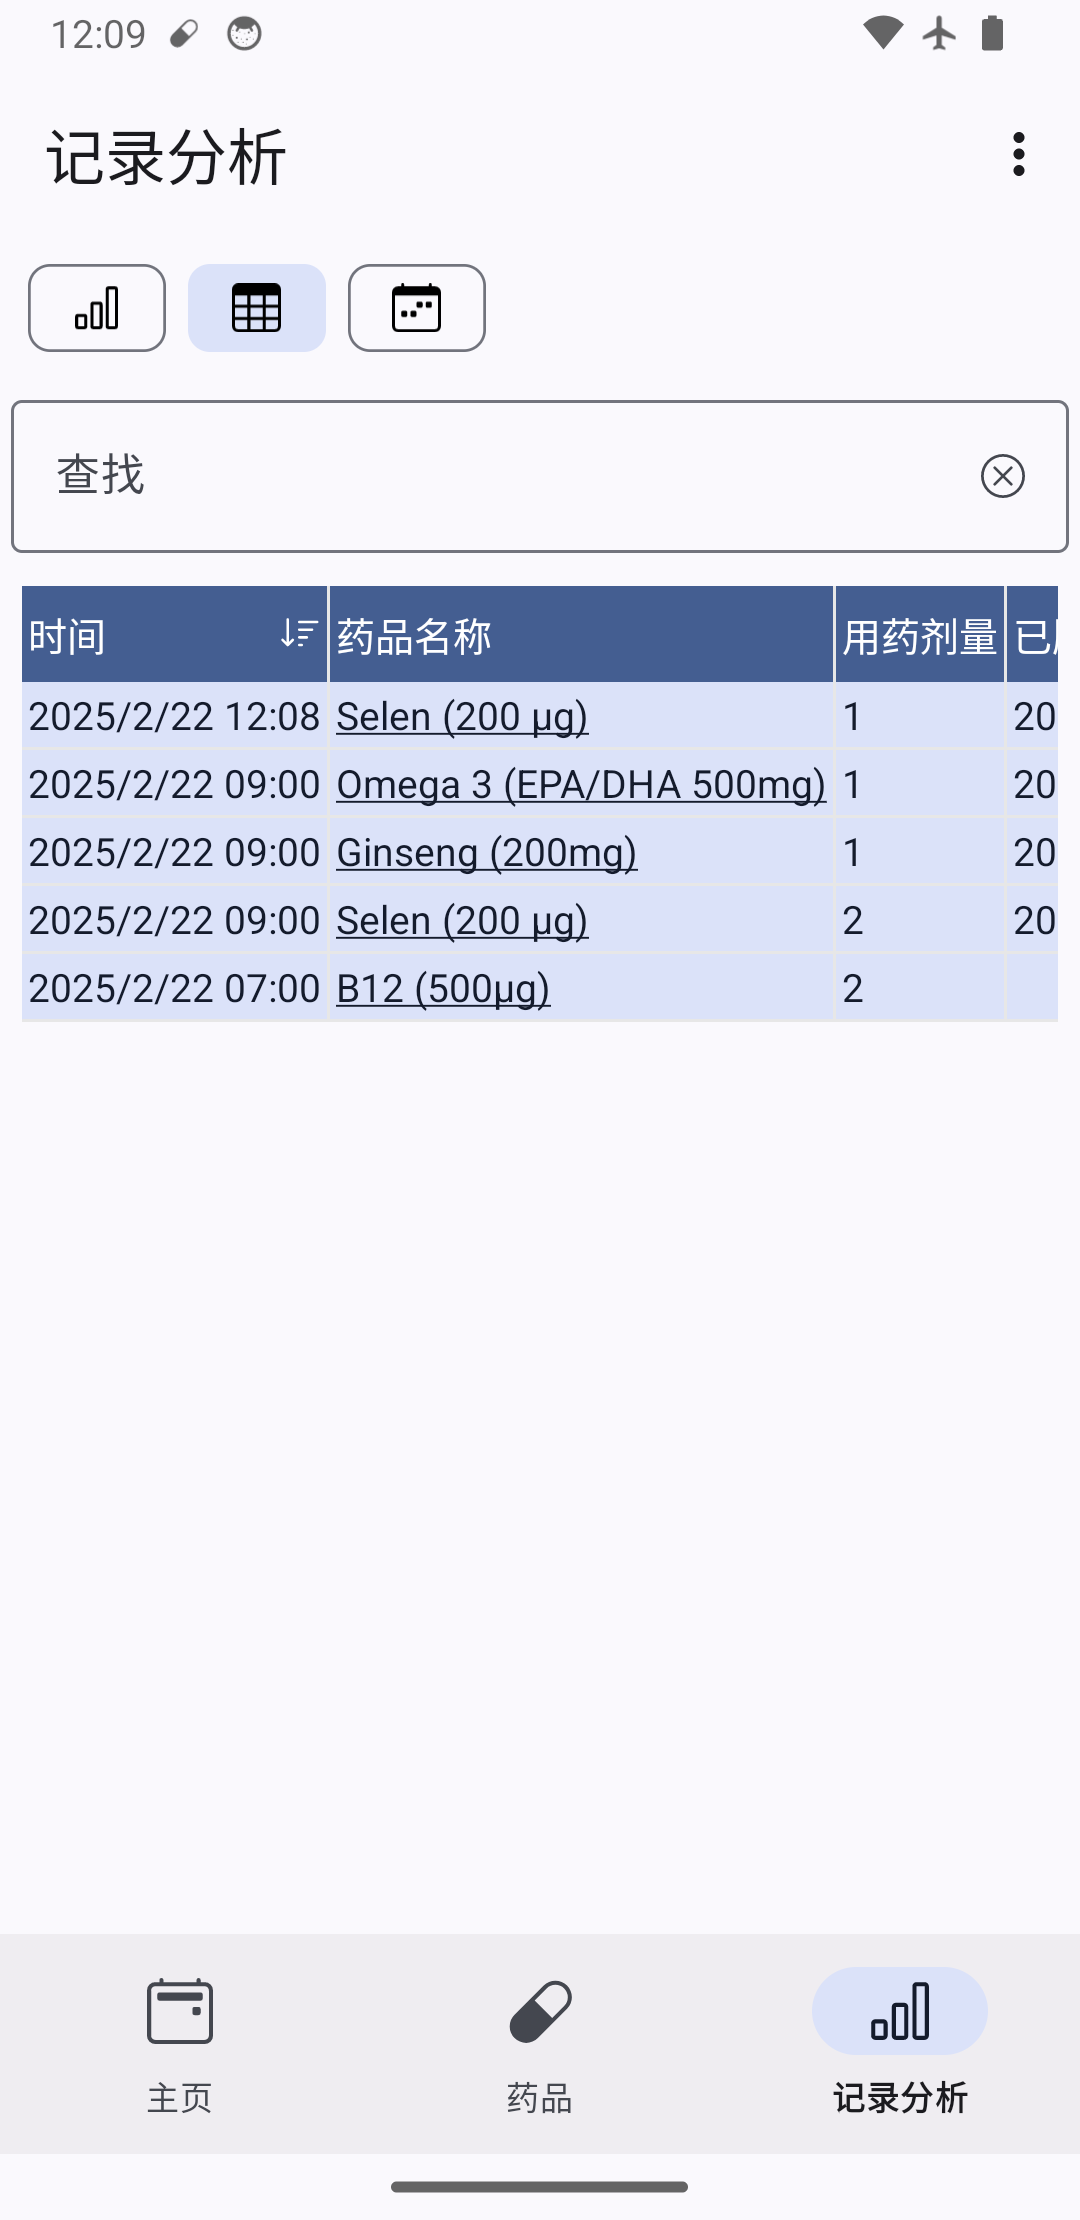 12:09
记录分析
查找
时间 药品名称 用药剂量 已
2025/2/22 12:08 Selen (200 µg) 1 20
2025/2/22 09:00 Omega 3 (EPA/DHA 500mg) 1 20
2025/2/22 09:00 Ginseng (200mg) 1 20
2025/2/22 09:00 Selen (200 µg) 2 20
2025/2/22 07:00 B12 (500µg) 2
主页 药品 记录分析